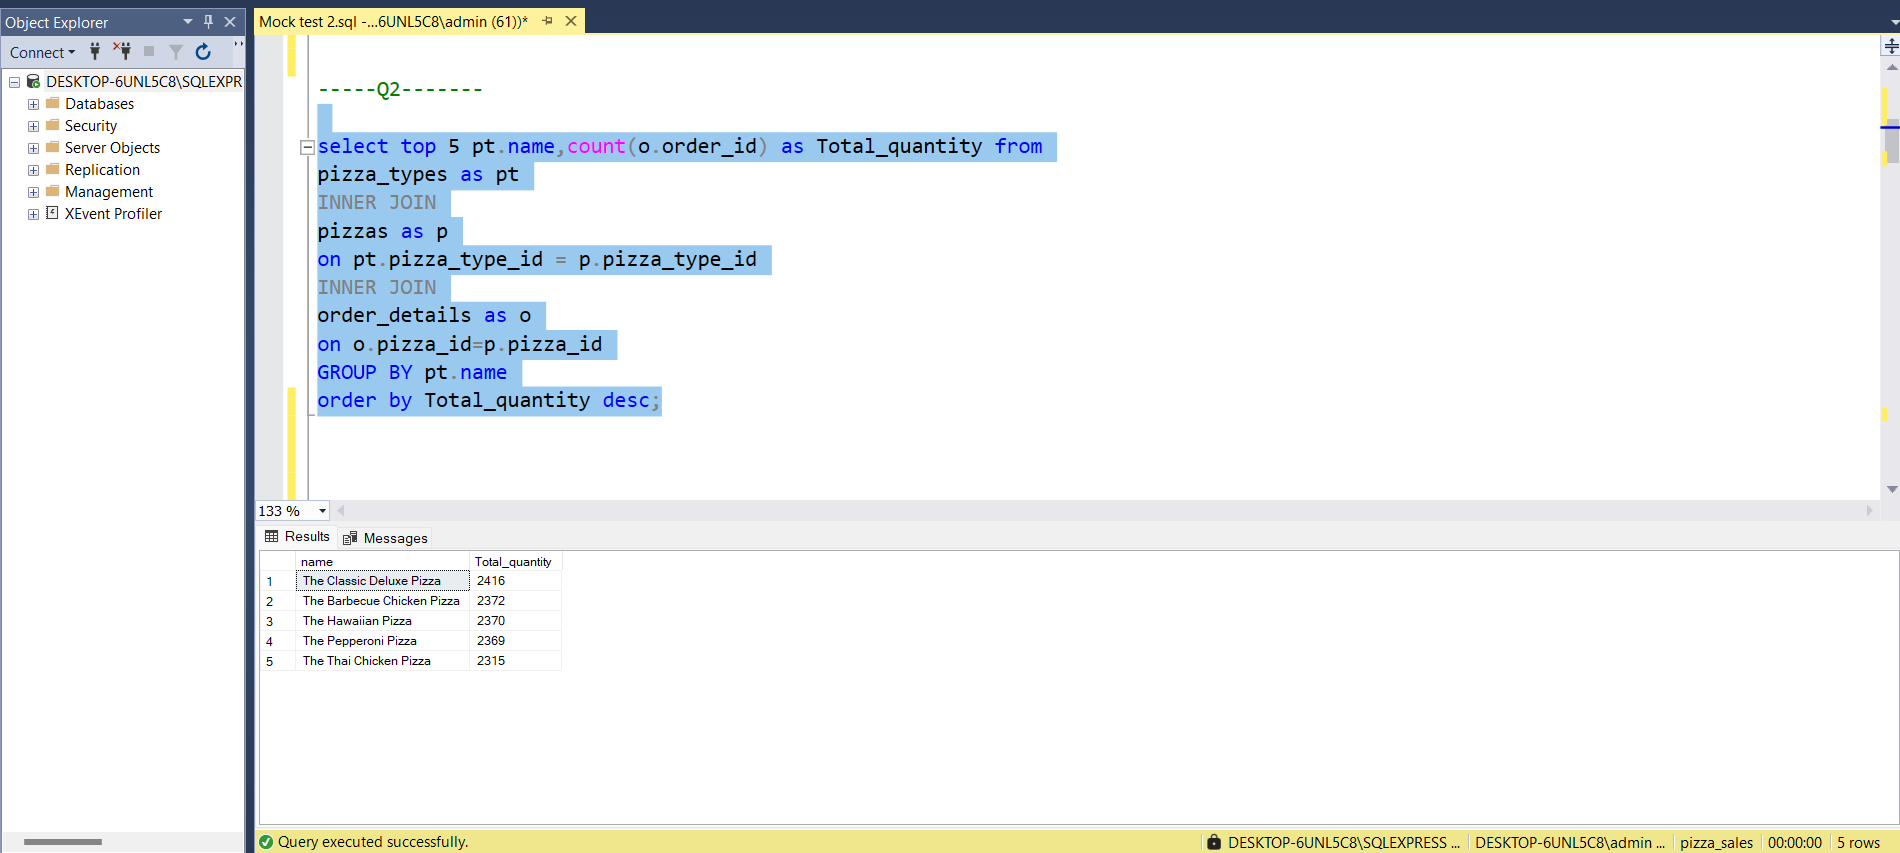 Object Explorer
Connect
DESKTOP-6UNL5C8\SQLEXPR
Databases
Security
Server Objects
Replication
Management
XEvent Profiler
Mock test 2.sql -...6UNL5C8\admin (61))*
-----Q2-------
select top 5 pt.name,count(o.order_id) as Total_quantity from
pizza_types as pt
INNER JOIN
pizzas as p
on pt.pizza_type_id = p.pizza_type_id
INNER JOIN
order_details as o
on o.pizza_id=p.pizza_id
GROUP BY pt.name
order by Total_quantity desc;
133 %
Results Messages
name Total_quantity
1 The Classic Deluxe Pizza 2416
2 The Barbecue Chicken Pizza 2372
3 The Hawaiian Pizza 2370
4 The Pepperoni Pizza 2369
5 The Thai Chicken Pizza 2315
Query executed successfully. DESKTOP-6UNL5C8\SQLEXPRESS ... DESKTOP-6UNL5C8\admin ... pizza_sales 00:00:00 5 rows